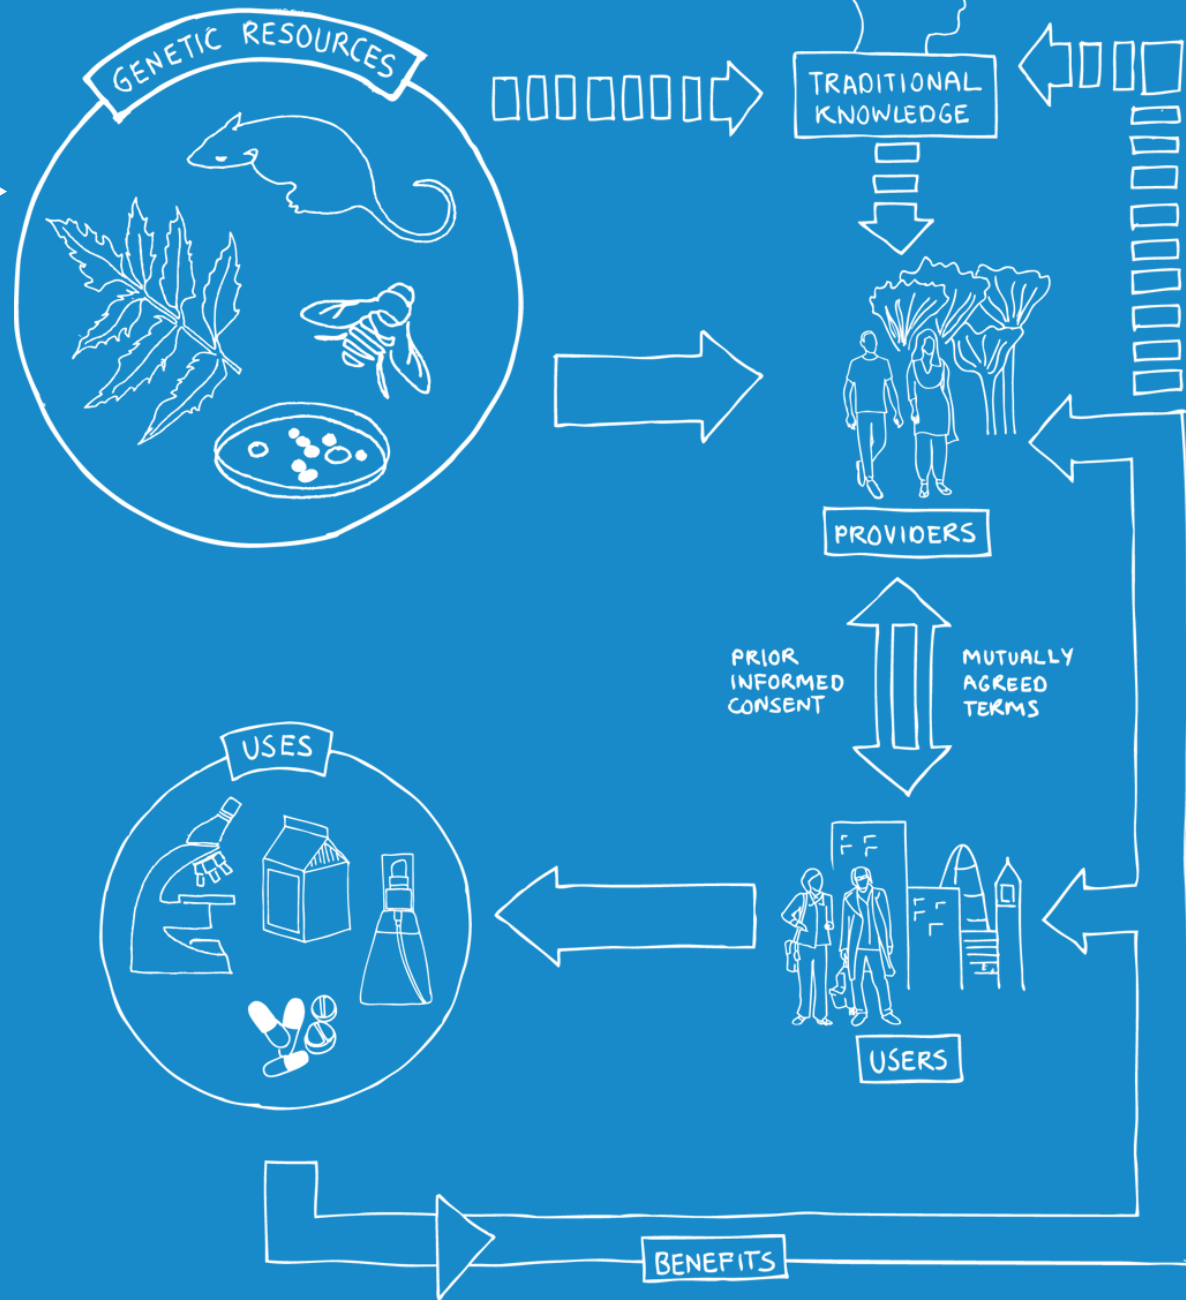 GENETIC RESOURCES
TRADITIONAL
KNOWLEDGE
PROVIDERS
PRIOR
INFORMED
CONSENT
MUTUALLY
AGREED
TERMS
USES
USERS
BENEFITS